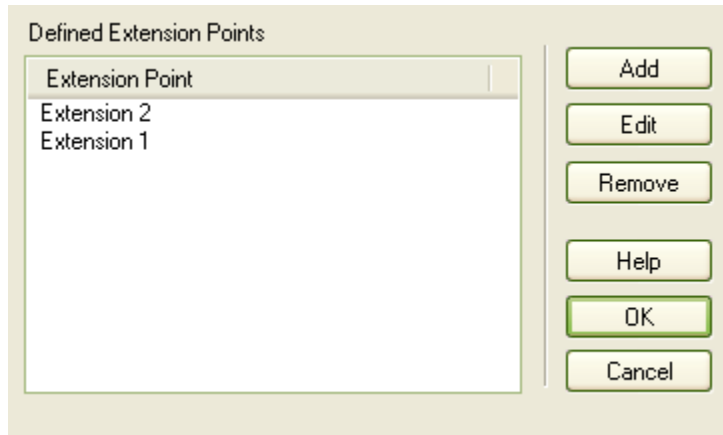 Defined Extension Points
Extension Point
Extension 2
Extension 1
Add
Edit
Remove
Help
OK
Cancel